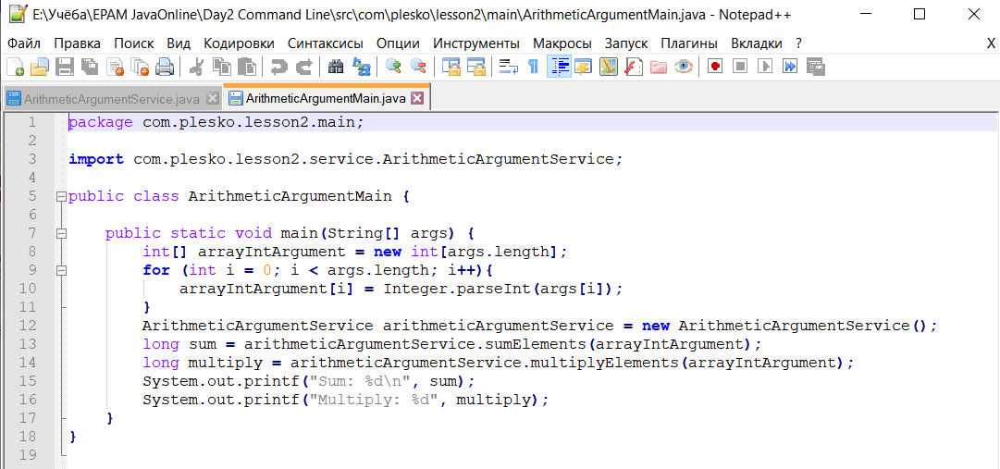 E:\Учёба\EPAM JavaOnline\Day2 Command Line\src\com\plesko\lesson2\main\ArithmeticArgumentMain.java - Notepad++
Файл Правка Поиск Вид Кодировки Синтаксисы Опции Инструменты Макросы Запуск Плагины Вкладки ? X
ArithmeticArgumentService.java ArithmeticArgumentMain.java
1 package com.plesko.lesson2.main;
2
3 import com.plesko.lesson2.service.ArithmeticArgumentService;
4
5 public class ArithmeticArgumentMain {
6
7 public static void main(String[] args) {
8 int[] arrayIntArgument = new int[args.length];
9 for (int i = 0; i < args.length; i++){
10 arrayIntArgument[i] = Integer.parseInt(args[i]);
11 }
12 ArithmeticArgumentService arithmeticArgumentService = new ArithmeticArgumentService();
13 long sum = arithmeticArgumentService.sumElements(arrayIntArgument);
14 long multiply = arithmeticArgumentService.multiplyElements(arrayIntArgument);
15 System.out.printf("Sum: %d\n", sum);
16 System.out.printf("Multiply: %d", multiply);
17 }
18 }
19